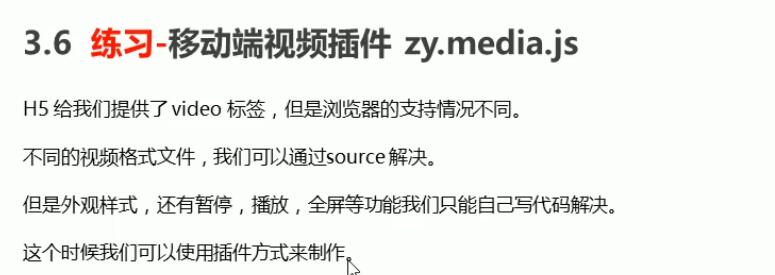 3.6 练习-移动端视频插件 zy.media.js
H5 给我们提供了 video 标签，但是浏览器的支持情况不同。
不同的视频格式文件，我们可以通过source 解决。
但是外观样式，还有暂停，播放，全屏等功能我们只能自己写代码解决。
这个时候我们可以使用插件方式来制作。